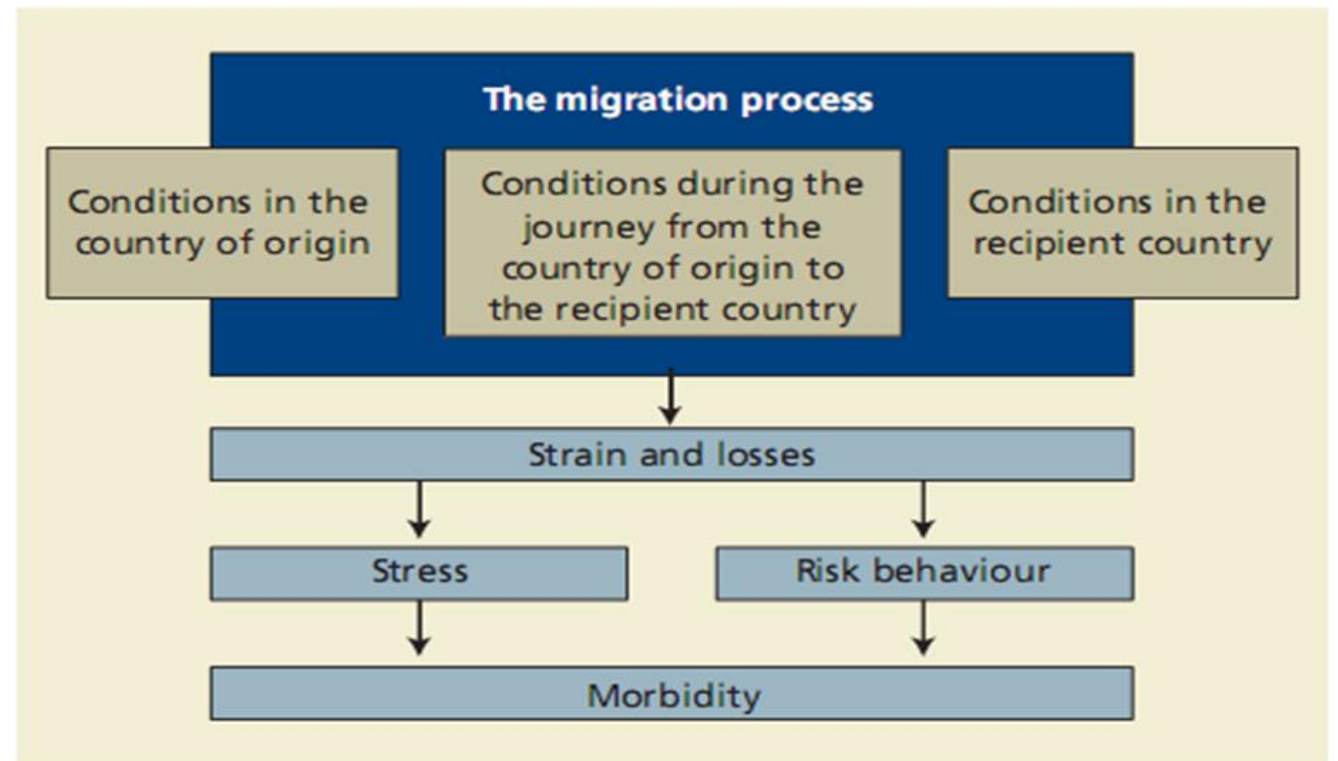 The migration process
Conditions in the
country of origin
Conditions during the
journey from the
country of origin to
the recipient country
Conditions in the
recipient country
Strain and losses
Stress
Risk behaviour
Morbidity